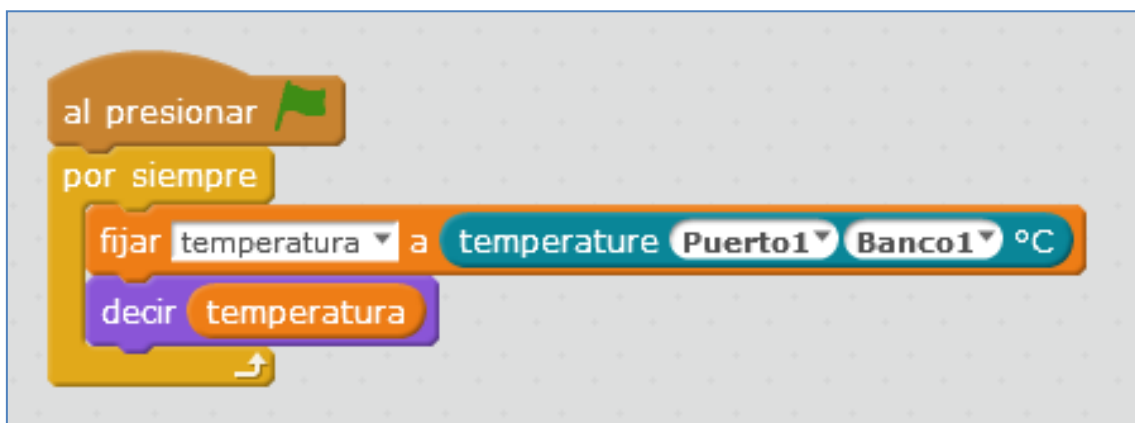 al presionar
por siempre
fijar temperatura a temperature Puerto1 Banco1 °C
decir temperatura